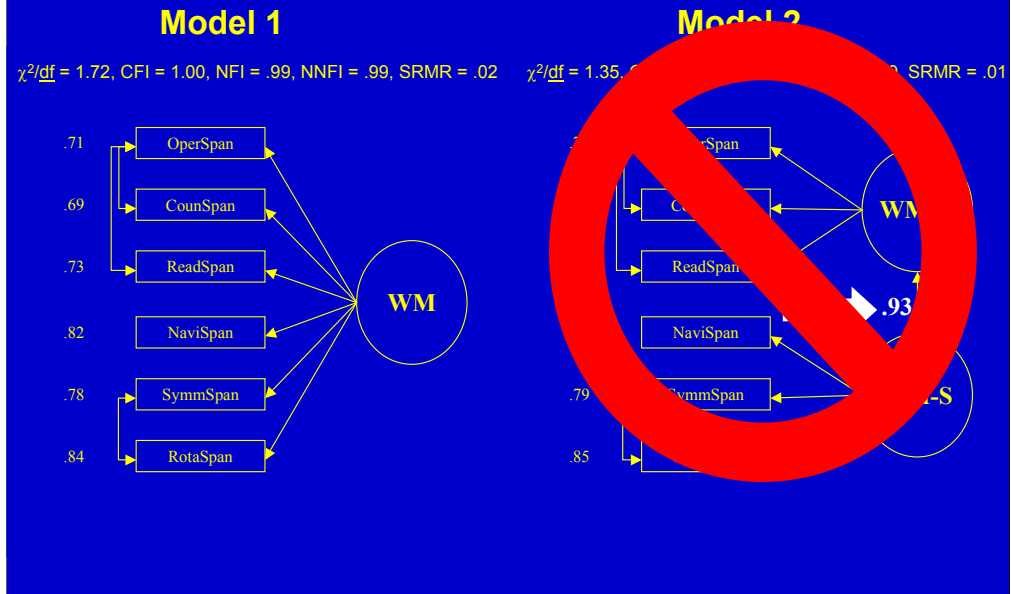 Model 1
χ²/df = 1.72, CFI = 1.00, NFI = .99, NNFI = .99, SRMR = .02
.71 OperSpan
.69 CounSpan
.73 ReadSpan
.82 NaviSpan
.78 SymmSpan
.84 RotaSpan
WM
Model 2
χ²/df = 1.35, SRMR = .01
ReadSpan
NaviSpan
.93
.79
.85